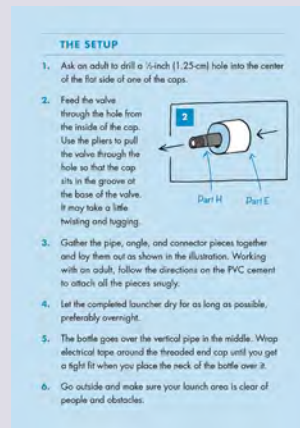 THE SETUP
1. Ask an adult to drill a ½-inch (1.25-cm) hole into the center
of the flat side of one of the caps.
2. Feed the valve
through the hole from
the inside of the cap.
Use the pliers to pull
the valve through the
hole so that the cap
sits in the groove at
the base of the valve.
It may take a little
twisting and tugging.
2
Part H
Part E
3. Gather the pipe, angle, and connector pieces together
and lay them out as shown in the illustration. Working
with an adult, follow the directions on the PVC cement
to attach all the pieces snugly.
4. Let the completed launcher dry for as long as possible,
preferably overnight.
5. The bottle goes over the vertical pipe in the middle. Wrap
electrical tape around the threaded end cap until you get
a tight fit when you place the neck of the bottle over it.
6. Go outside and make sure your launch area is clear of
people and obstacles.